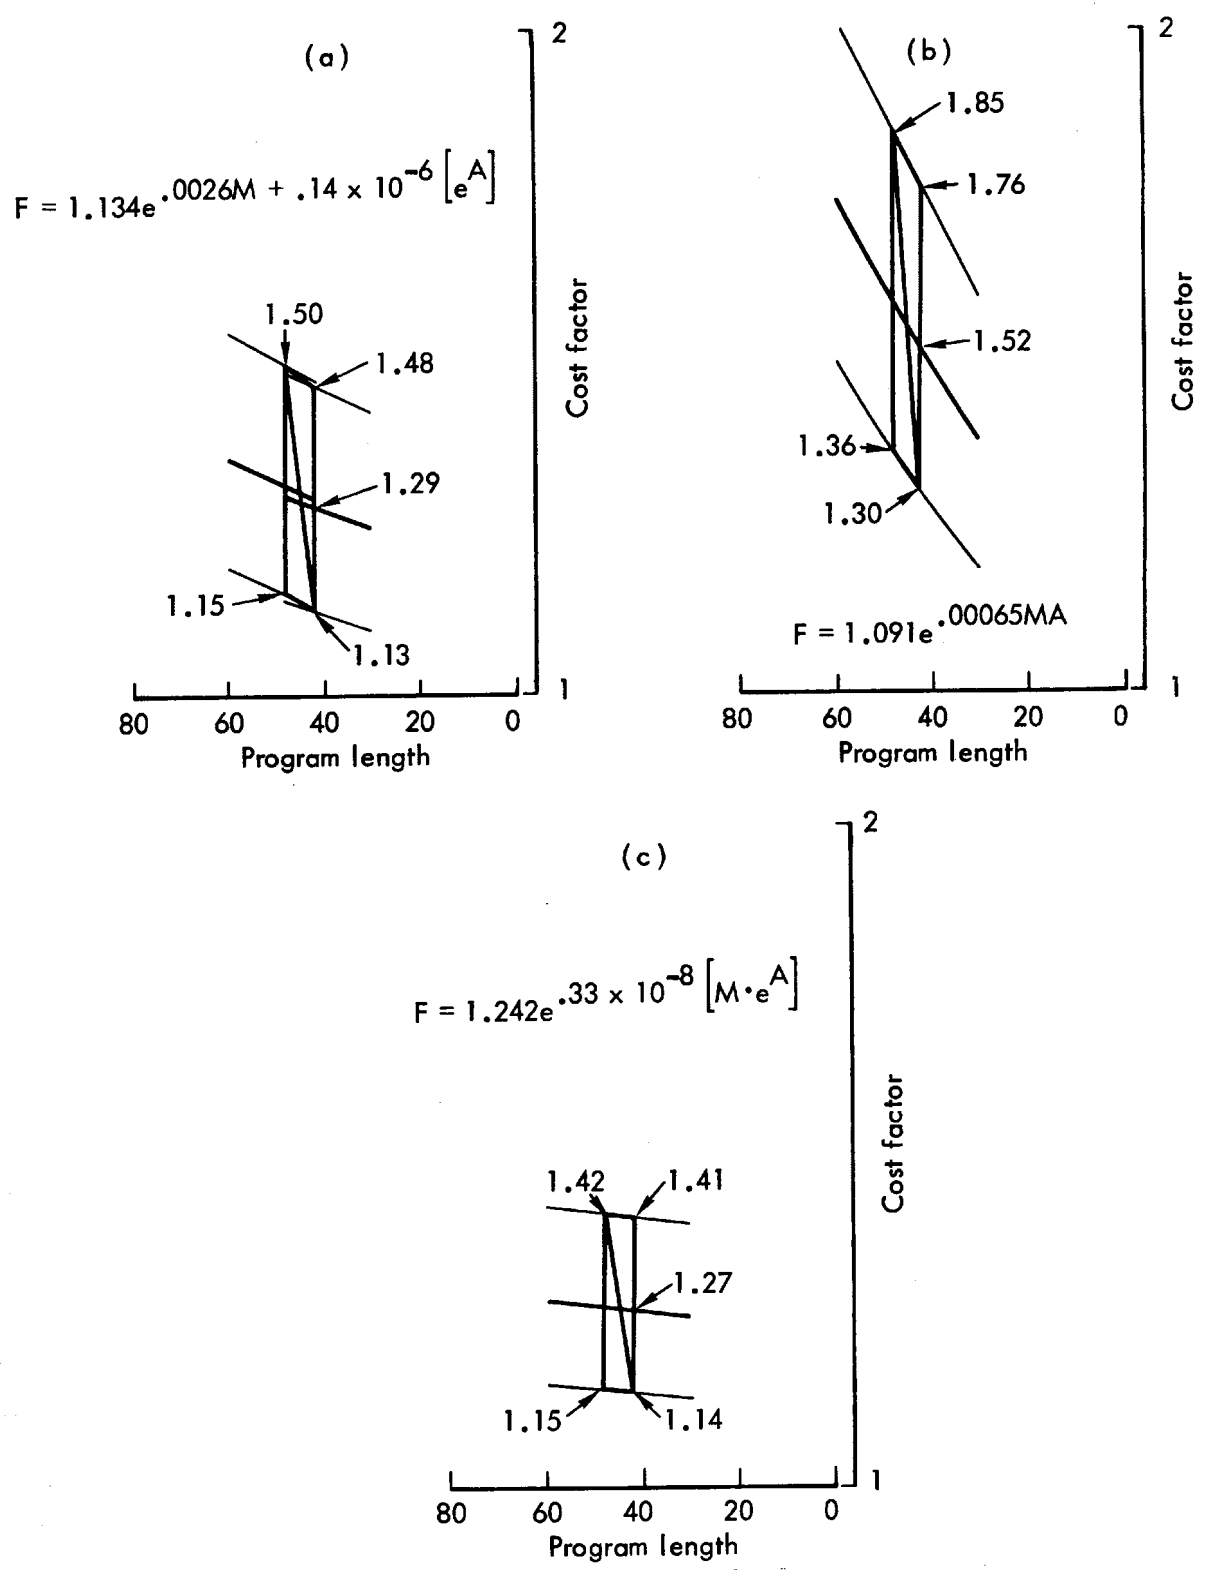 (a)
2
F = 1.134e^.0026M + .14 x 10^-6 [e^A]
1.50
1.48
1.29
1.15
1.13
Cost factor
1
80 60 40 20 0
Program length
(b)
2
1.85
1.76
1.52
1.36
1.30
F = 1.091e^.00065MA
Cost factor
1
80 60 40 20 0
Program length
(c)
2
F = 1.242e^.33 x 10^-8 [M·e^A]
1.42
1.41
1.27
1.15
1.14
Cost factor
1
80 60 40 20 0
Program length